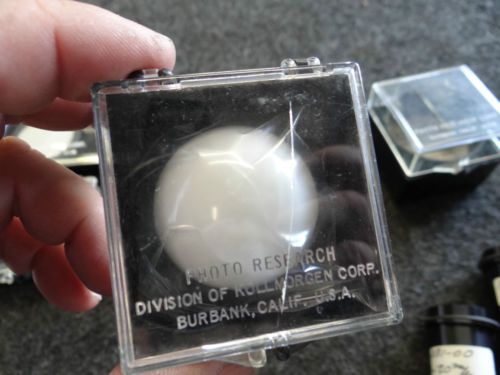 PHOTO RESEARCH
DIVISION OF KOLLMORGEN CORP.
BURBANK, CALIF. U.S.A.